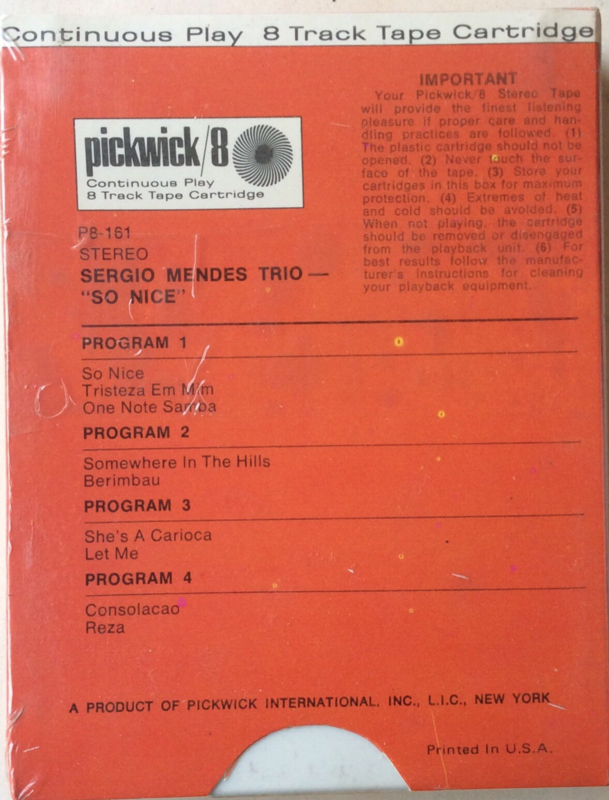 Continuous Play 8 Track Tape Cartridge
IMPORTANT
Your Pickwick/8 Stereo Tape
will provide the finest listening
pleasure if proper care and han-
dling practices are followed. (1)
The plastic cartridge should not be
opened. (2) Never touch the sur-
face of the tape. (3) Store your
cartridges in this box for maximum
protection. (4) Extremes of heat
and cold should be avoided. (5)
When not playing, the cartridge
should be removed or disengaged
from the playback unit. (6) For
best results follow the manufac-
turer's instructions for cleaning
your playback equipment.
pickwick/8
Continuous Play
8 Track Tape Cartridge
P8-161
STEREO
SERGIO MENDES TRIO —
"SO NICE"
PROGRAM 1
So Nice
Tristeza Em Mim
One Note Samba
PROGRAM 2
Somewhere In The Hills
Berimbau
PROGRAM 3
She's A Carioca
Let Me
PROGRAM 4
Consolacao
Reza
A PRODUCT OF PICKWICK INTERNATIONAL, INC., L.I.C., NEW YORK
Printed In U.S.A.